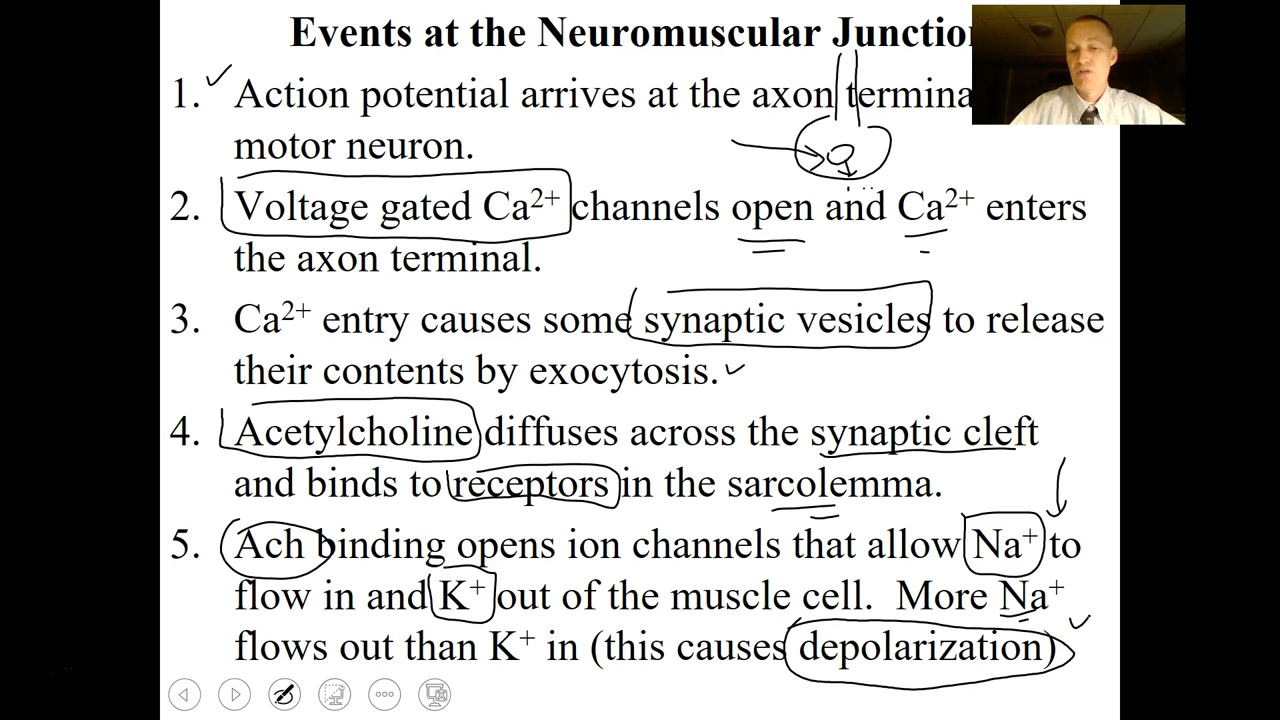 Events at the Neuromuscular Junction
1. Action potential arrives at the axon termina
motor neuron.
2. Voltage gated Ca2+ channels open and Ca2+ enters
the axon terminal.
3. Ca2+ entry causes some synaptic vesicles to release
their contents by exocytosis.
4. Acetylcholine diffuses across the synaptic cleft
and binds to receptors in the sarcolemma.
5. Ach binding opens ion channels that allow Na+ to
flow in and K+ out of the muscle cell. More Na+
flows out than K+ in (this causes depolarization)